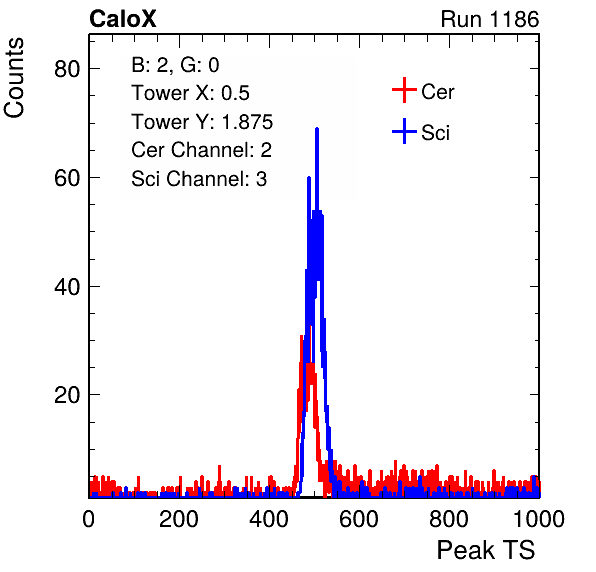 CaloX
Run 1186
Counts
B: 2, G: 0
Tower X: 0.5
Tower Y: 1.875
Cer Channel: 2
Sci Channel: 3
Cer
Sci
80
60
40
20
0 200 400 600 800 1000
Peak TS